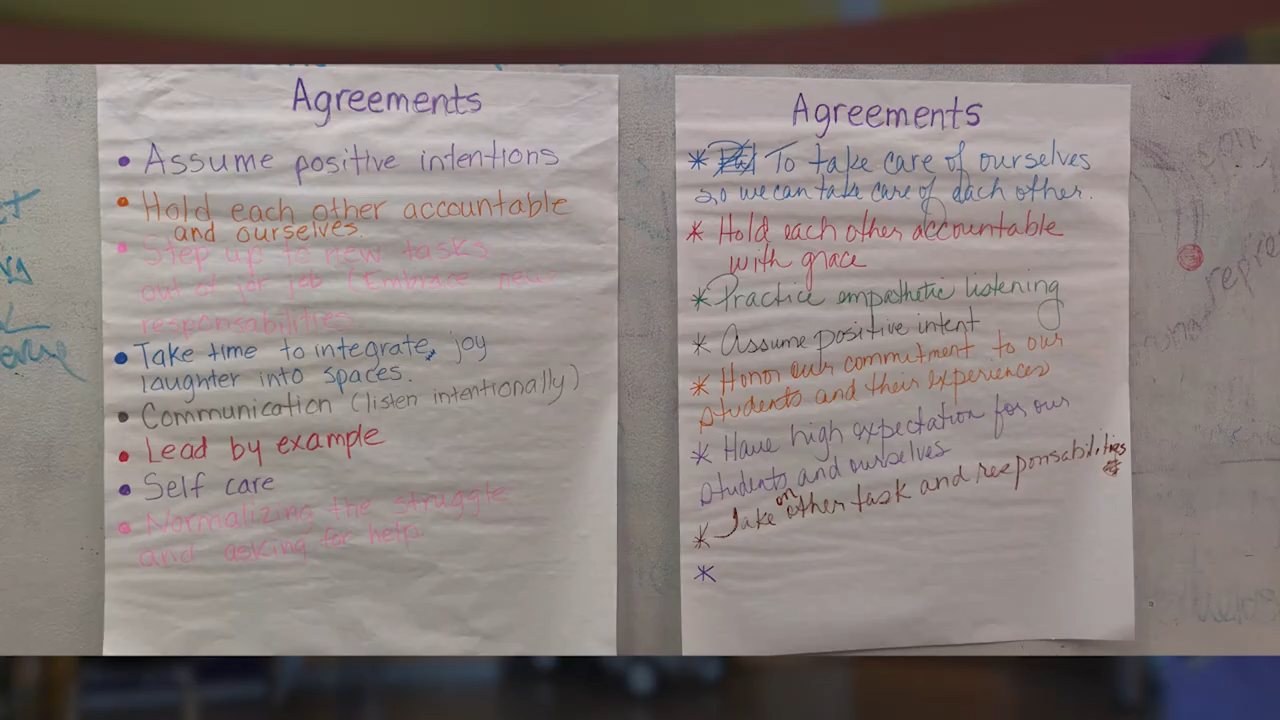 Agreements
• Assume positive intentions
• Hold each other accountable
and ourselves.
• Step up to new tasks
out of jor job (Embrace new
responsabilities
• Take time to integrate, joy
laughter into spaces.
• Communication (listen intentionally)
• Lead by example
• Self care
• Normalizing the struggle
and asking for help.
Agreements
* To take care of ourselves
so we can take care of each other.
* Hold each other accountable
with grace
* Practice empathetic listening
* Assume positive intent
* Honor our commitment to our
students and their experiences
* Have high expectation for our
students and ourselves
* Take on other task and responsabilities
*